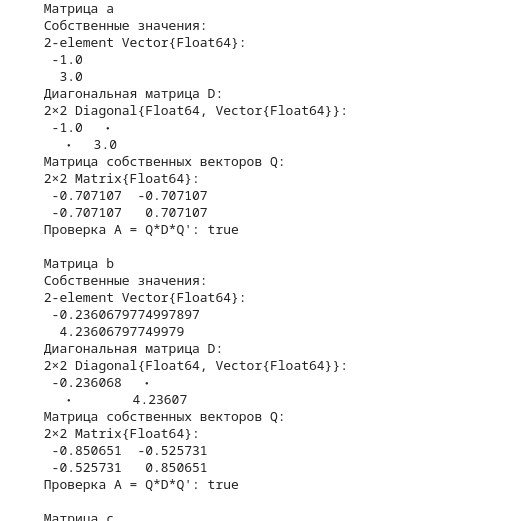 Матрица a
Собственные значения:
2-element Vector{Float64}:
 -1.0
  3.0
Диагональная матрица D:
2×2 Diagonal{Float64, Vector{Float64}}:
 -1.0   ⋅
   ⋅   3.0
Матрица собственных векторов Q:
2×2 Matrix{Float64}:
 -0.707107  -0.707107
 -0.707107   0.707107
Проверка A = Q*D*Q': true

Матрица b
Собственные значения:
2-element Vector{Float64}:
 -0.2360679774997897
  4.23606797749979
Диагональная матрица D:
2×2 Diagonal{Float64, Vector{Float64}}:
 -0.236068   ⋅
   ⋅        4.23607
Матрица собственных векторов Q:
2×2 Matrix{Float64}:
 -0.850651  -0.525731
 -0.525731   0.850651
Проверка A = Q*D*Q': true

Матрица c